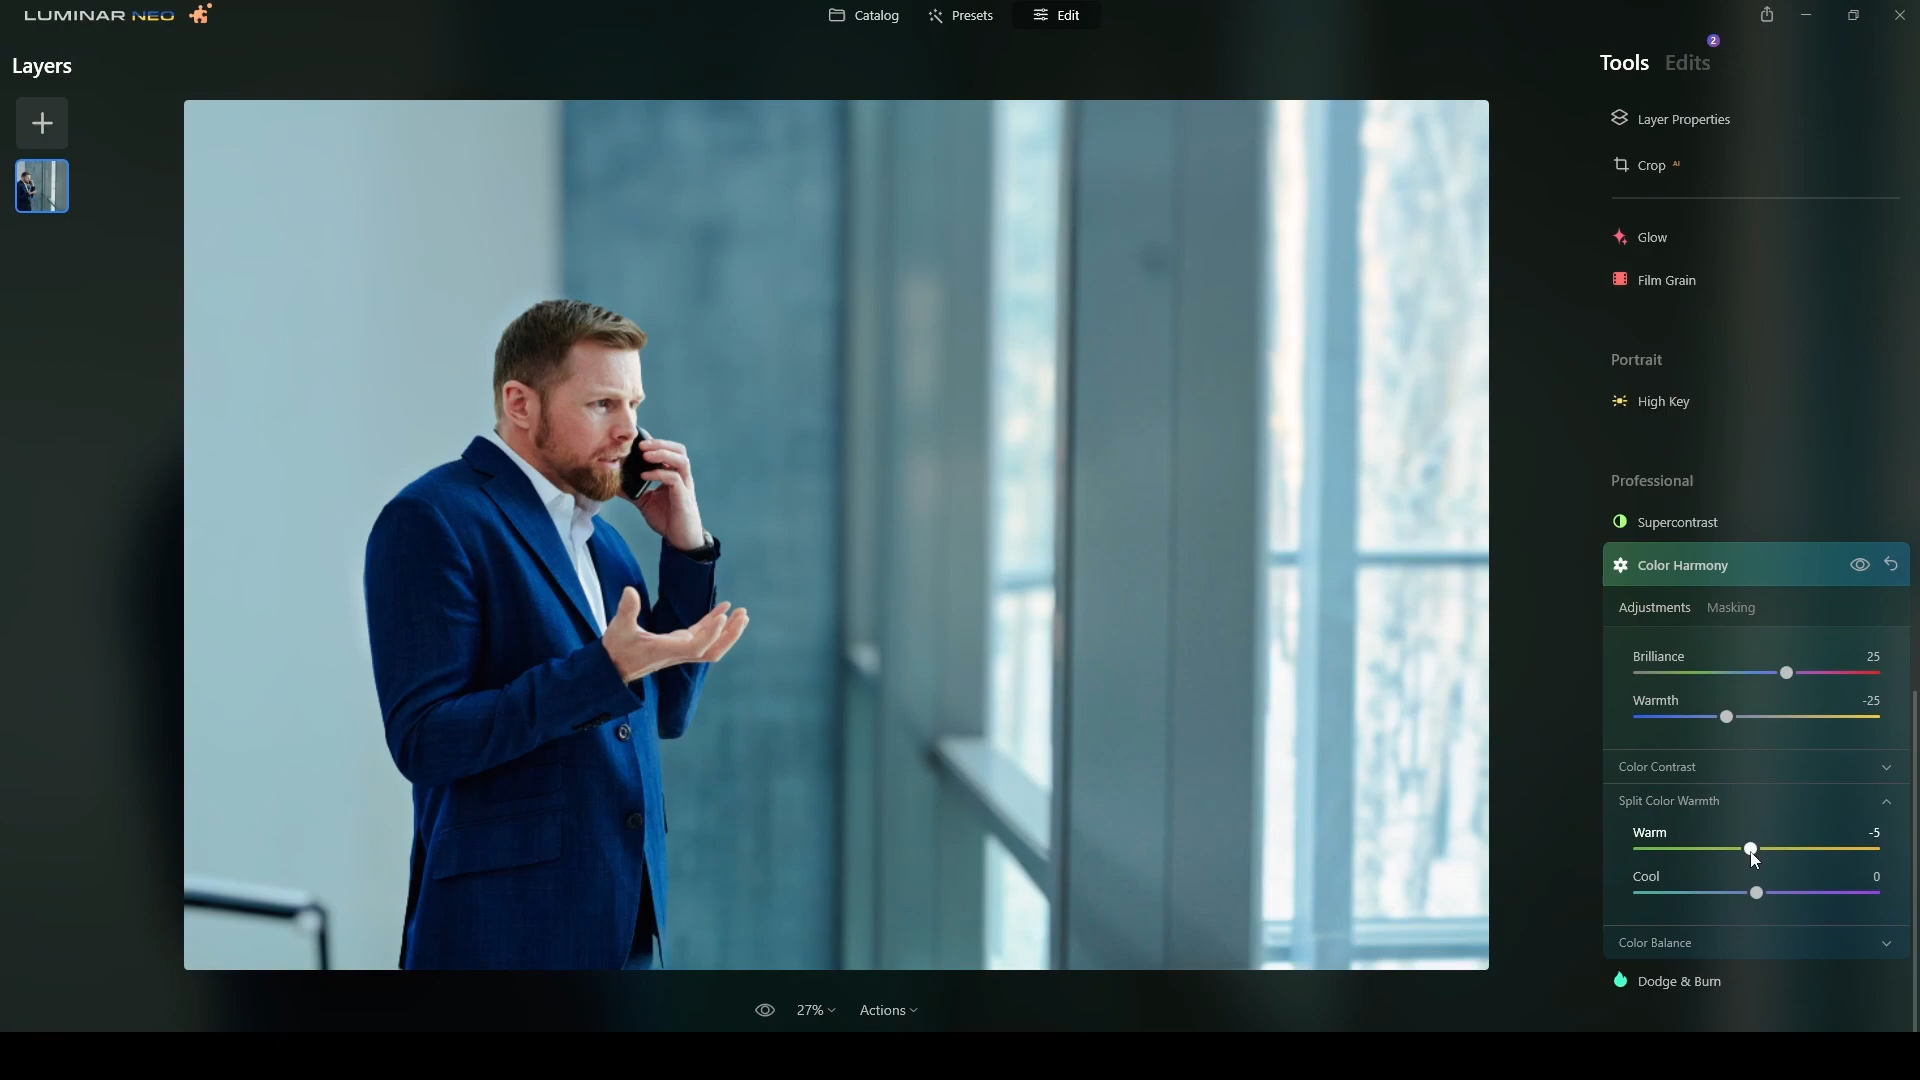 LUMINAR NEO
Catalog
Presets
Edit
Layers
2
Tools Edits
Layer Properties
Crop AI
Glow
Film Grain
Portrait
High Key
Professional
Supercontrast
Color Harmony
Adjustments Masking
Brilliance 25
Warmth -25
Color Contrast
Split Color Warmth
Warm -5
Cool 0
Color Balance
Dodge & Burn
27% Actions